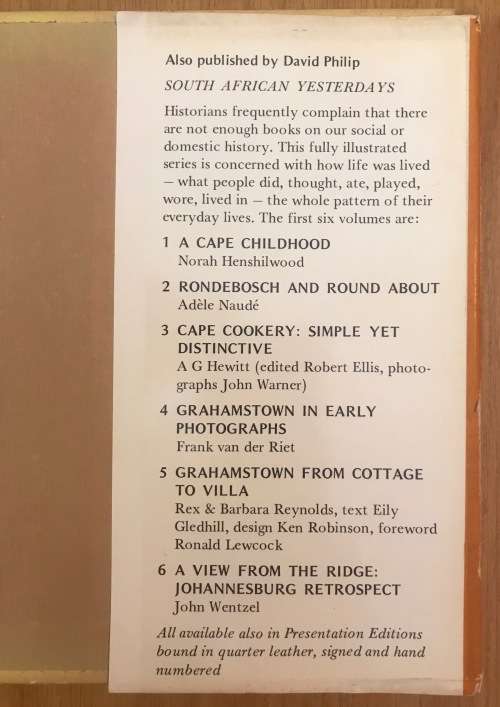 Also published by David Philip
SOUTH AFRICAN YESTERDAYS
Historians frequently complain that there
are not enough books on our social or
domestic history. This fully illustrated
series is concerned with how life was lived
— what people did, thought, ate, played,
wore, lived in — the whole pattern of their
everyday lives. The first six volumes are:
1 A CAPE CHILDHOOD
Norah Henshilwood
2 RONDEBOSCH AND ROUND ABOUT
Adèle Naudé
3 CAPE COOKERY: SIMPLE YET
DISTINCTIVE
A G Hewitt (edited Robert Ellis, photo-
graphs John Warner)
4 GRAHAMSTOWN IN EARLY
PHOTOGRAPHS
Frank van der Riet
5 GRAHAMSTOWN FROM COTTAGE
TO VILLA
Rex & Barbara Reynolds, text Eily
Gledhill, design Ken Robinson, foreword
Ronald Lewcock
6 A VIEW FROM THE RIDGE:
JOHANNESBURG RETROSPECT
John Wentzel
All available also in Presentation Editions
bound in quarter leather, signed and hand
numbered